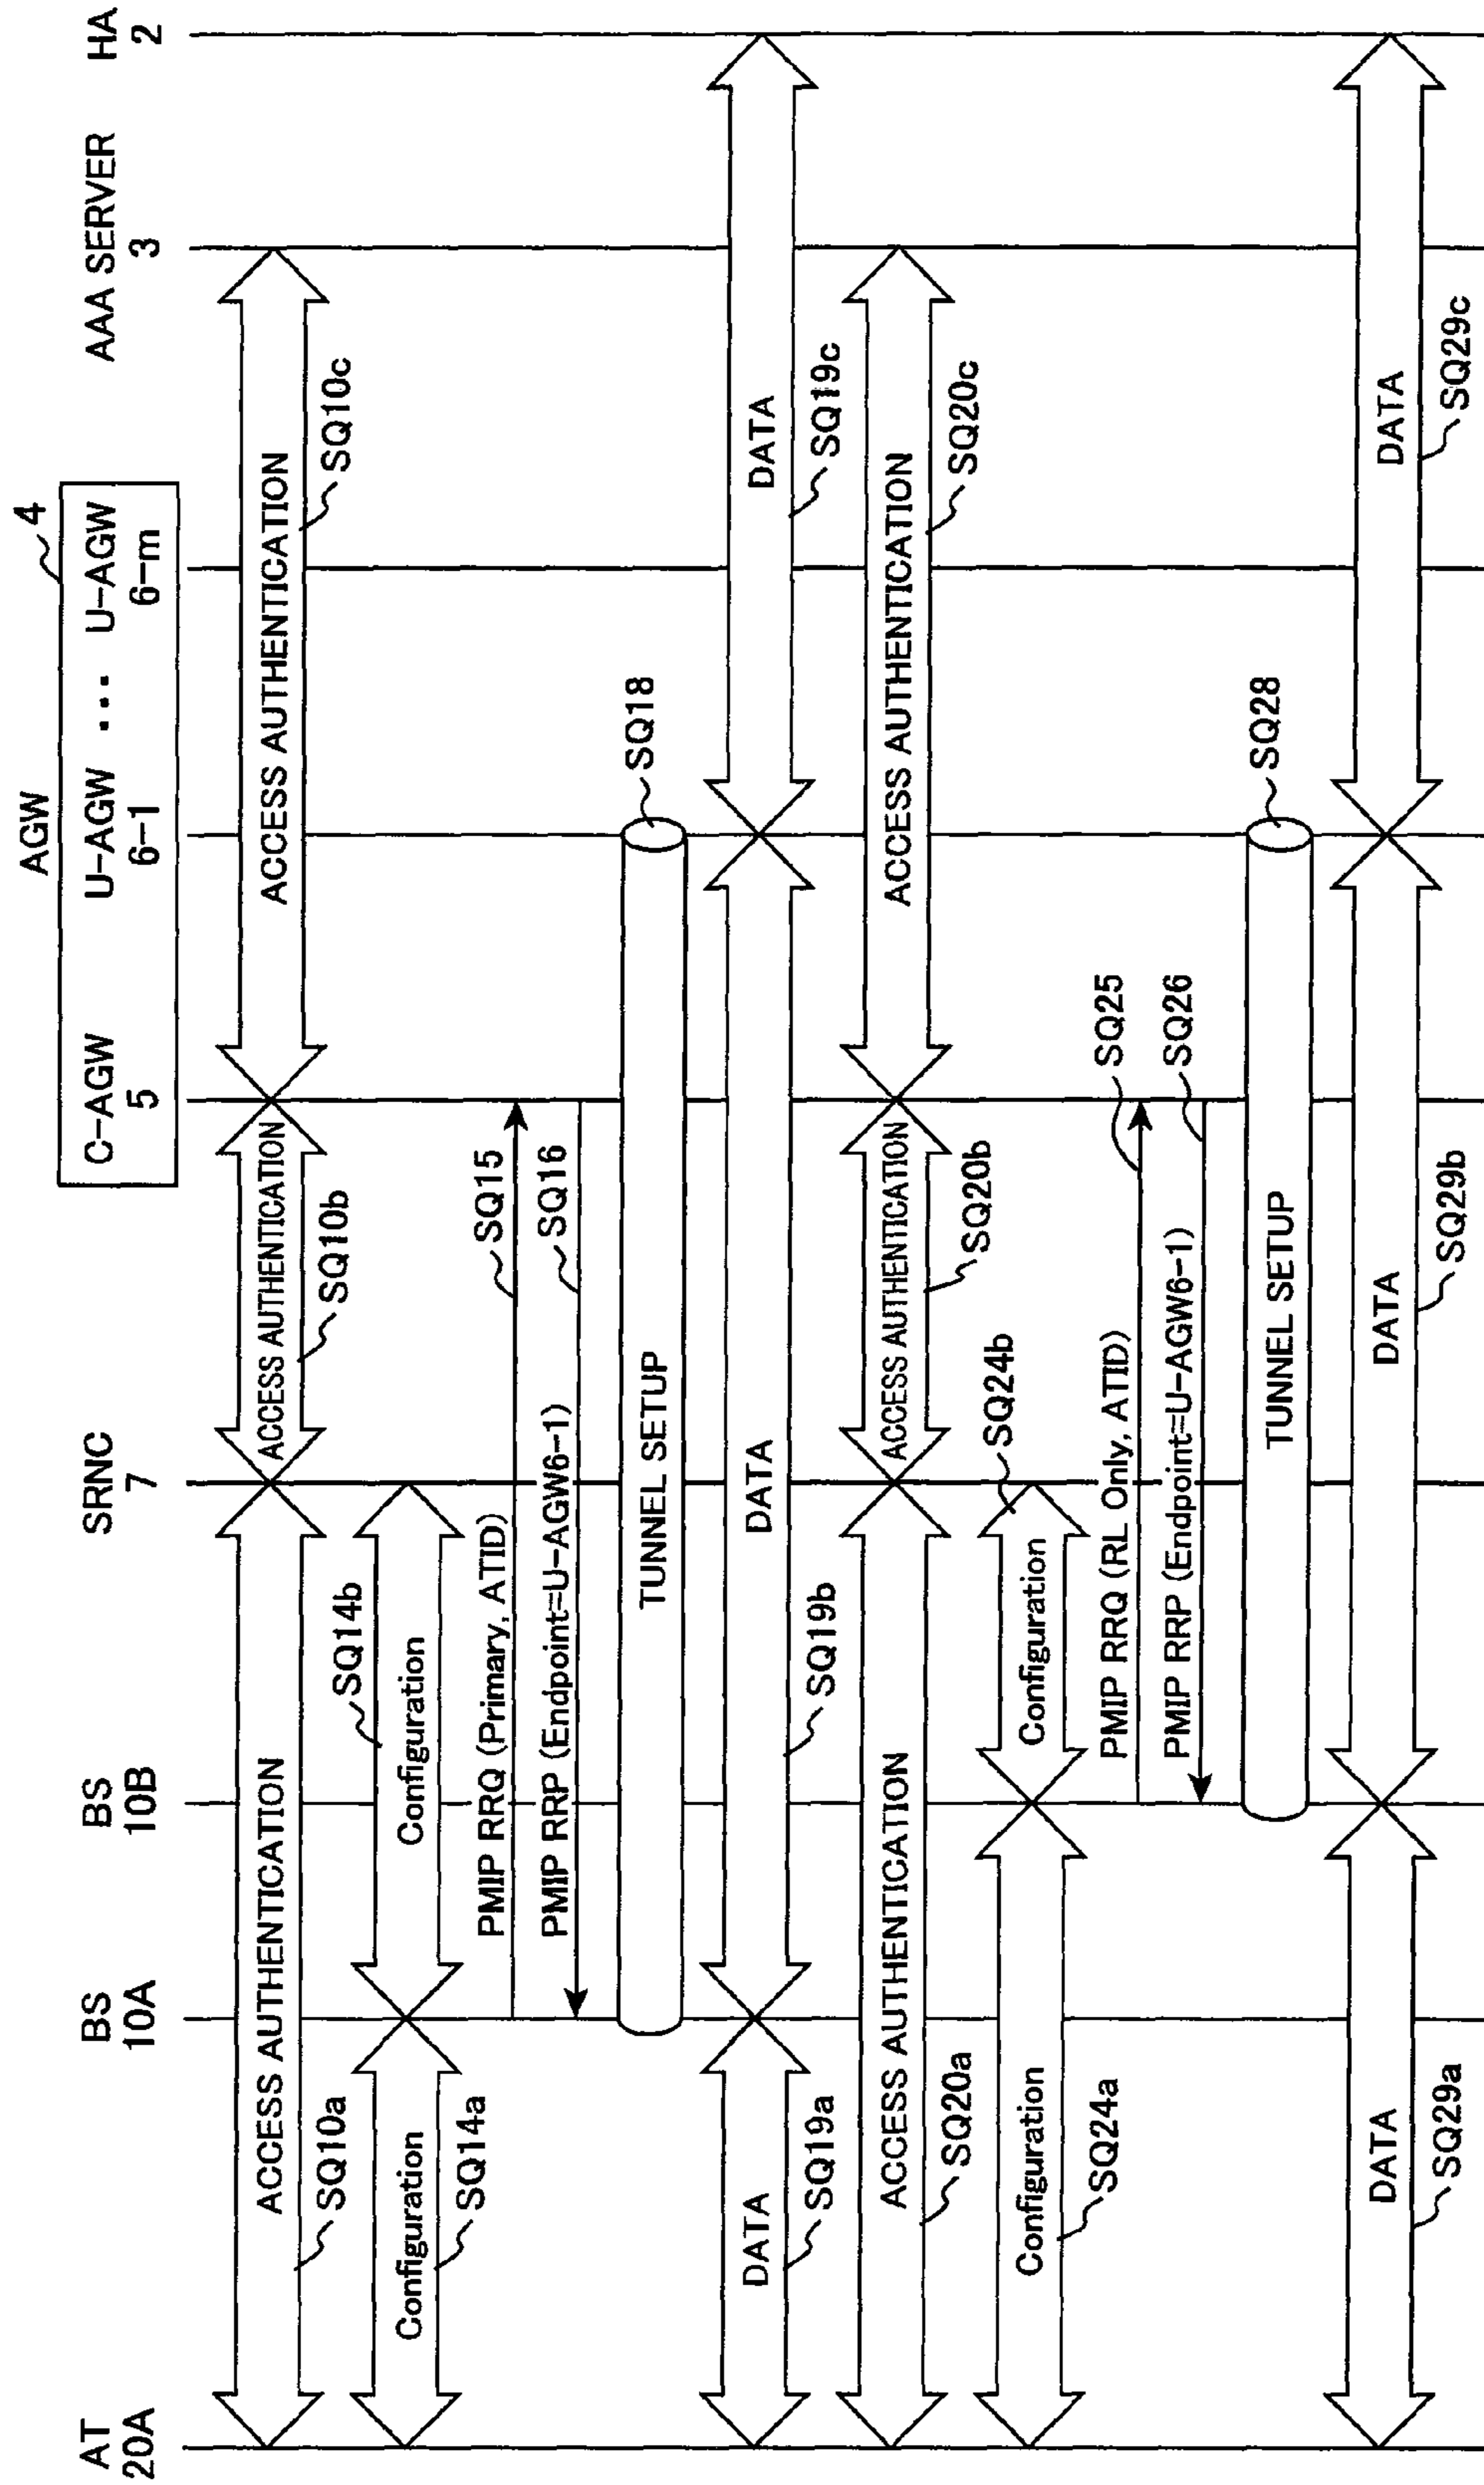 AGW
4
AT
20A
BS
10A
BS
10B
SRNC
7
C-AGW
5
U-AGW
6-1
...
U-AGW
6-m
AAA SERVER
3
HA
2
ACCESS AUTHENTICATION
SQ10a
ACCESS AUTHENTICATION
SQ10b
ACCESS AUTHENTICATION
SQ10c
Configuration
SQ14a
Configuration
SQ14b
PMIP RRQ (Primary, ATID)
SQ15
PMIP RRP (Endpoint=U-AGW6-1)
SQ16
TUNNEL SETUP
SQ18
DATA
SQ19a
DATA
SQ19b
DATA
SQ19c
ACCESS AUTHENTICATION
SQ20a
ACCESS AUTHENTICATION
SQ20b
ACCESS AUTHENTICATION
SQ20c
Configuration
SQ24a
Configuration
SQ24b
PMIP RRQ (RL Only, ATID)
SQ25
PMIP RRP (Endpoint=U-AGW6-1)
SQ26
TUNNEL SETUP
SQ28
DATA
SQ29a
DATA
SQ29b
DATA
SQ29c